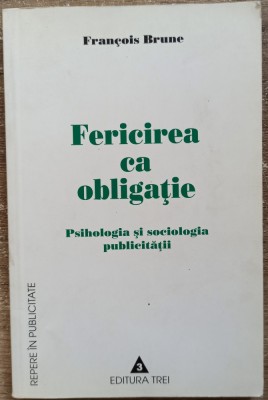 François Brune
Fericirea
ca
obligaţie
Psihologia şi sociologia
publicităţii
REPERE ÎN PUBLICITATE
3
EDITURA TREI